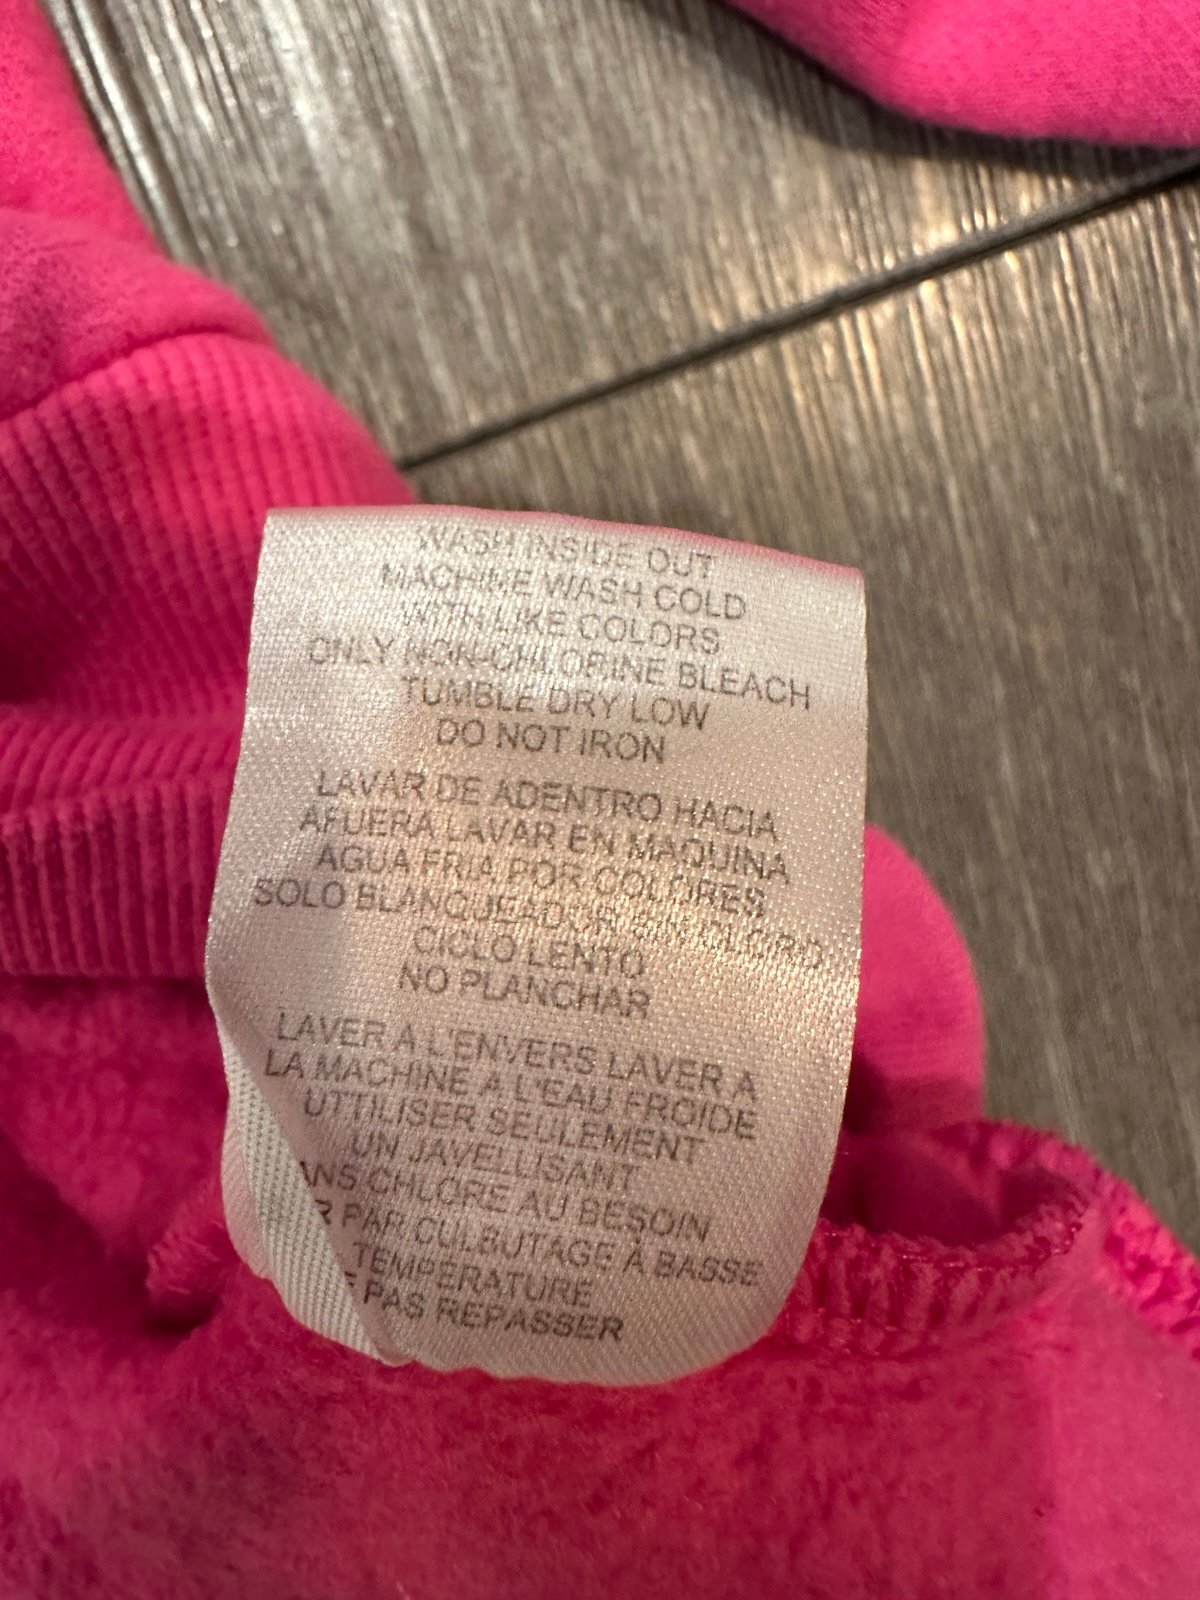 WASH INSIDE OUT
MACHINE WASH COLD
WITH LIKE COLORS
ONLY NON-CHLORINE BLEACH
TUMBLE DRY LOW
DO NOT IRON
LAVAR DE ADENTRO HACIA
AFUERA LAVAR EN MAQUINA
AGUA FRIA POR COLORES
SOLO BLANQUEADOR SIN CLORO
CICLO LENTO
NO PLANCHAR
LAVER A L'ENVERS LAVER A
LA MACHINE A L'EAU FROIDE
UTTILISER SEULEMENT
UN JAVELLISANT
ANS CHLORE AU BESOIN
R PAR CULBUTAGE À BASSE
TEMPÉRATURE
PAS REPASSER